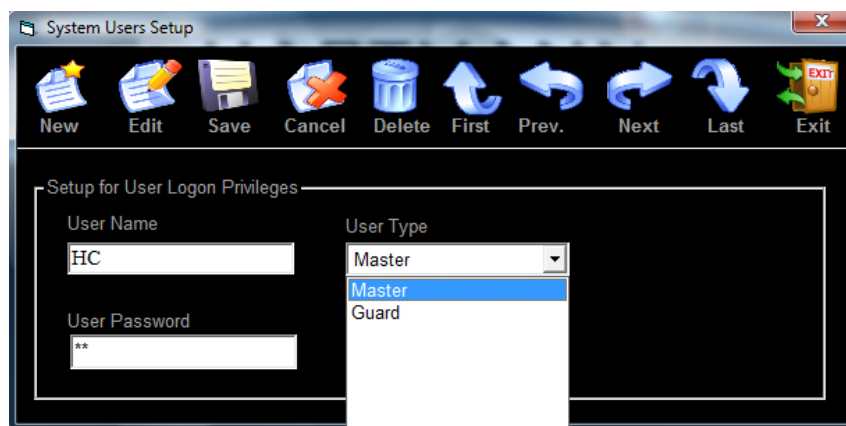 System Users Setup
X
New Edit Save Cancel Delete First Prev. Next Last EXIT Exit
Setup for User Logon Privileges
User Name User Type
HC Master
Master
Guard
User Password
**